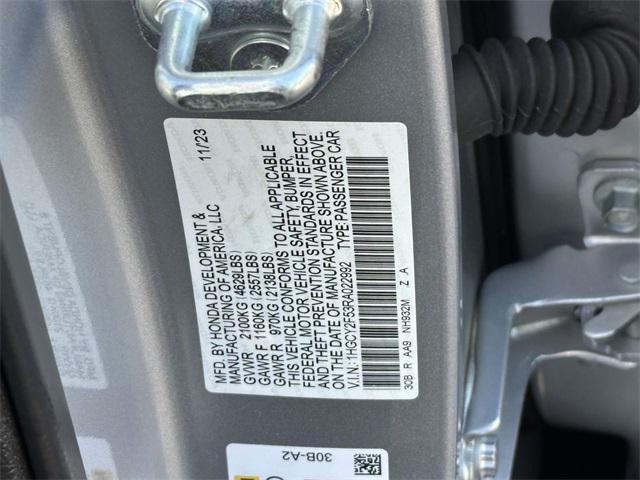 MFD. BY HONDA DEVELOPMENT & 11/23
MANUFACTURING OF AMERICA, LLC
GVWR 2100KG(4629LBS)
GAWR F 1160KG(2557LBS)
GAWR R 970KG(2138LBS)
THIS VEHICLE CONFORMS TO ALL APPLICABLE
FEDERAL MOTOR VEHICLE SAFETY BUMPER,
AND THEFT PREVENTION STANDARDS IN EFFECT
ON THE DATE OF MANUFACTURE SHOWN ABOVE.
V.I.N:1HGCY2F53RA022992 TYPE:PASSENGER CAR
30B R AA9 NH932M Z A
30B-A2